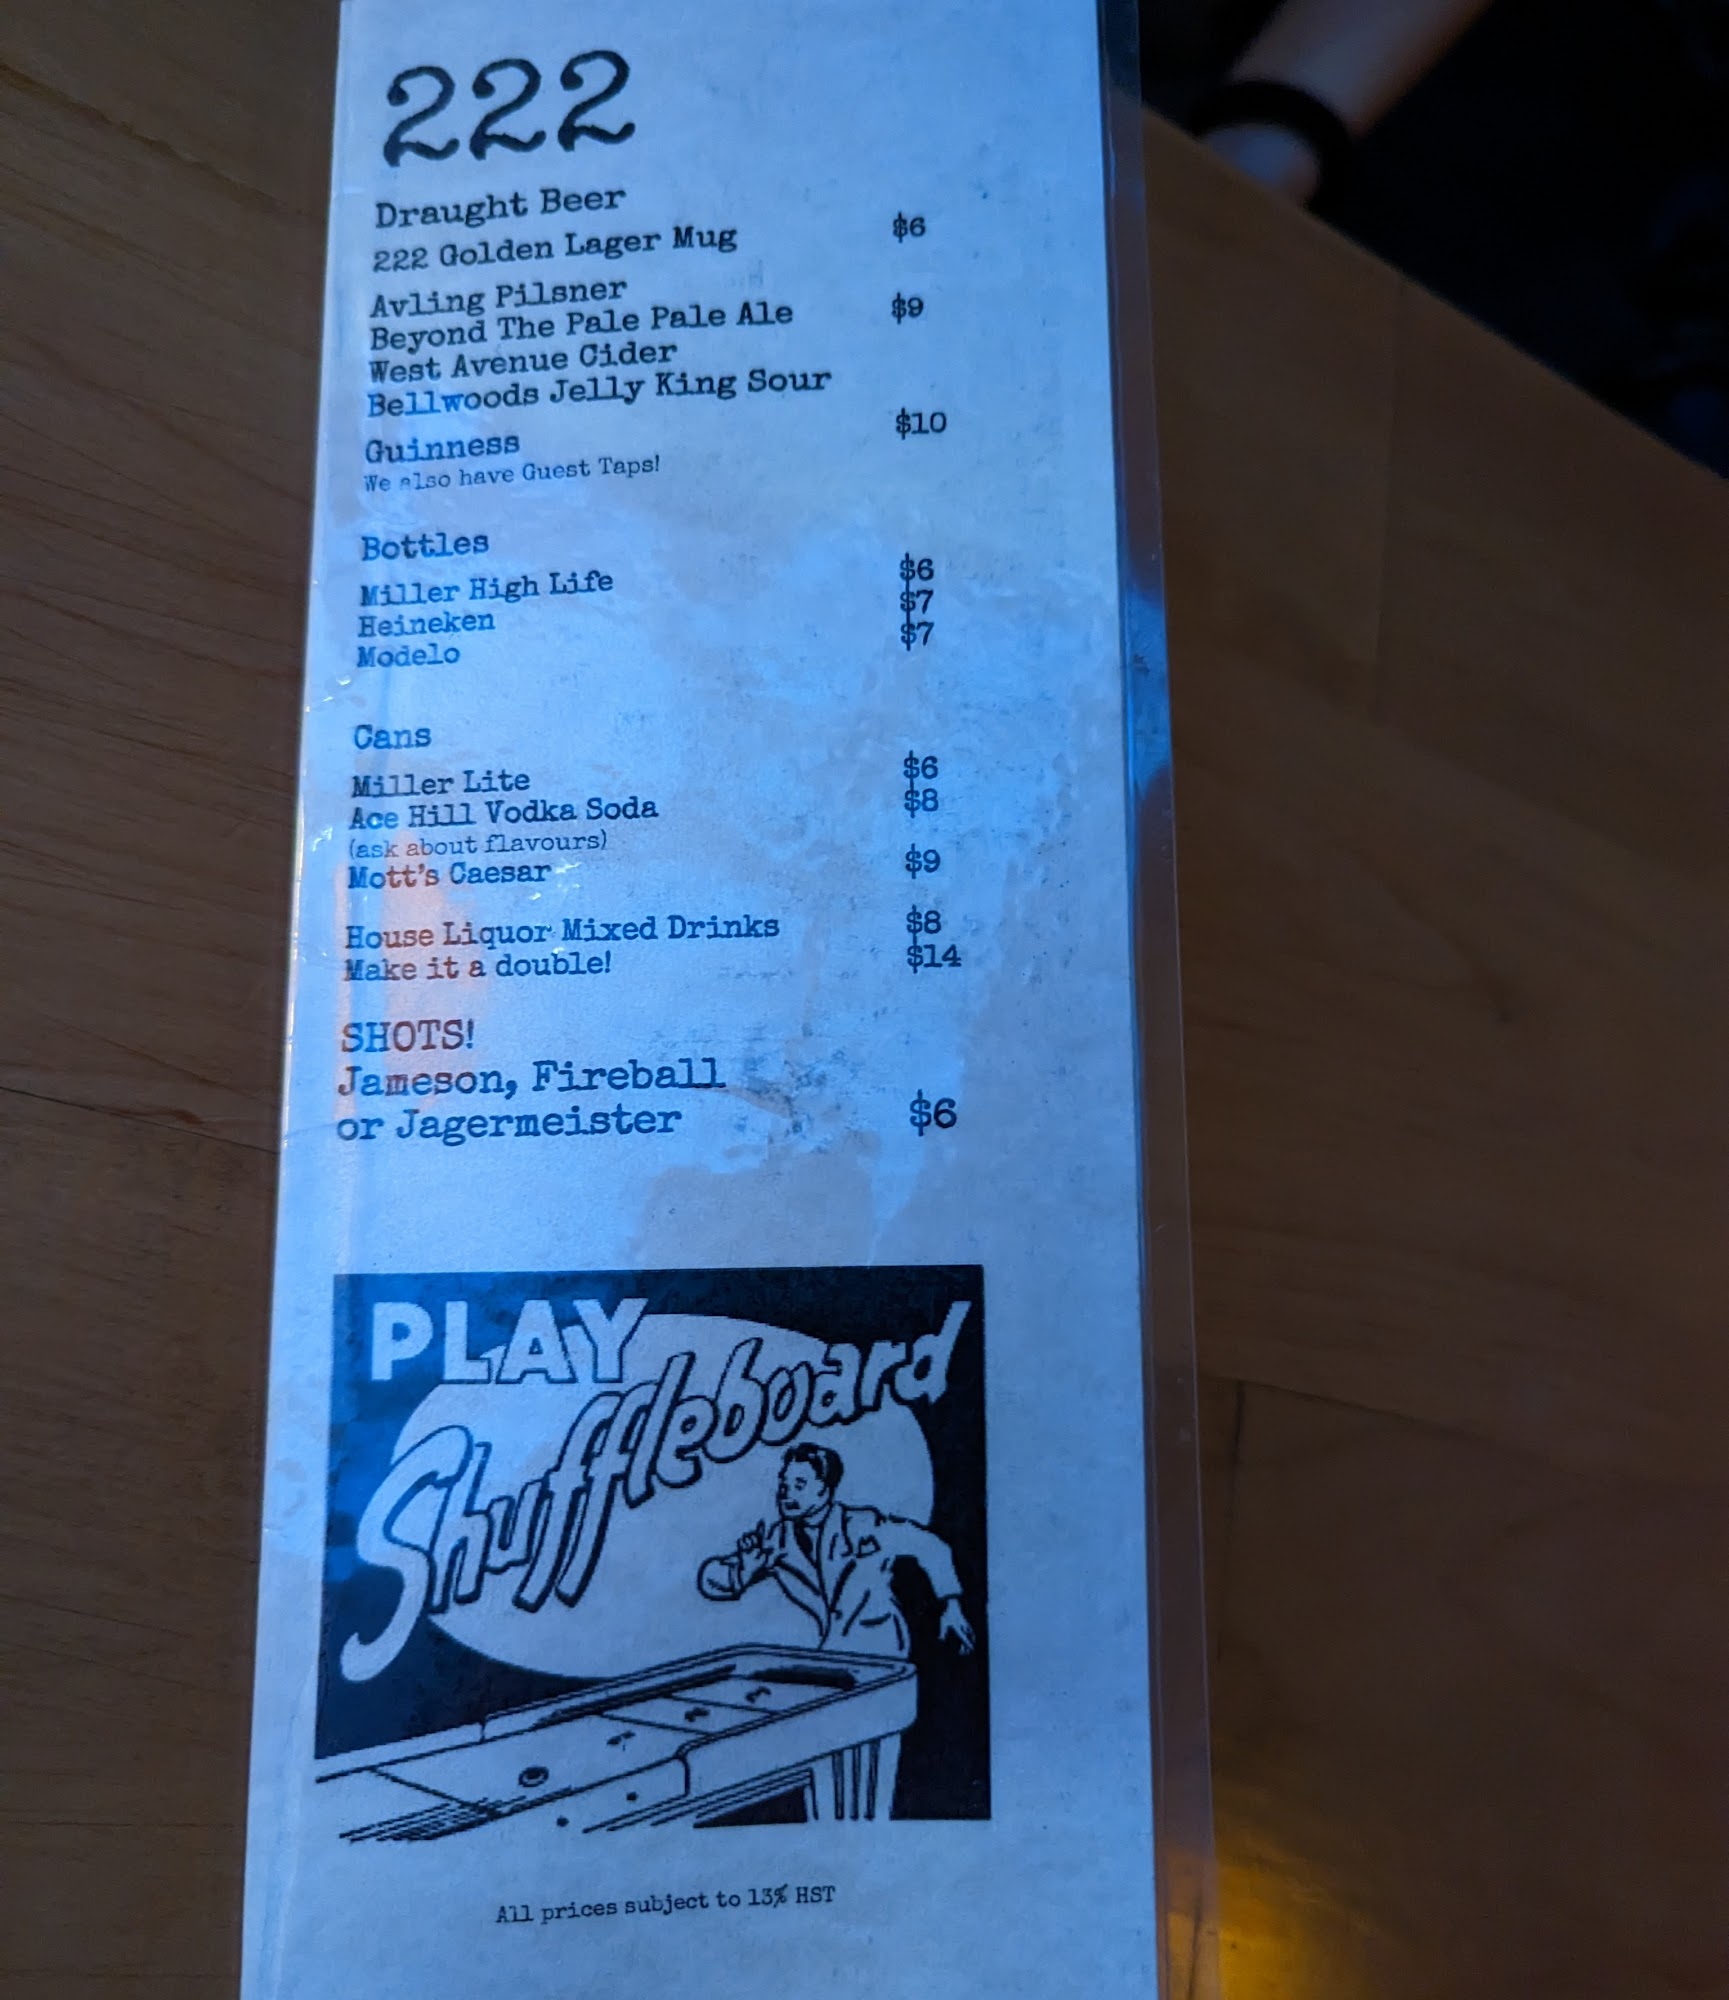 222
Draught Beer
222 Golden Lager Mug $6
Avling Pilsner
Beyond The Pale Pale Ale $9
West Avenue Cider
Bellwoods Jelly King Sour
Guinness $10
We also have Guest Taps!
Bottles
Miller High Life $6
Heineken $7
Modelo $7
Cans
Miller Lite $6
Ace Hill Vodka Soda $8
(ask about flavours)
Mott's Caesar $9
House Liquor Mixed Drinks $8
Make it a double! $14
SHOTS!
Jameson, Fireball
or Jagermeister $6
PLAY
Shuffleboard
All prices subject to 13% HST